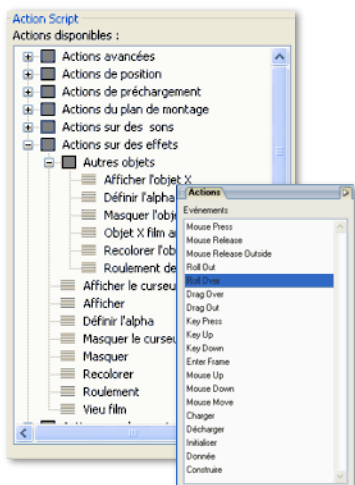 Action Script
Actions disponibles :
Actions avancées
Actions de position
Actions de préchargement
Actions du plan de montage
Actions sur des sons
Actions sur des effets
Autres objets
Afficher l'objet X
Définir l'alpha
Masquer l'obje
Objet X film a
Recolorer l'ob
Roulement de
Afficher le curseu
Afficher
Définir l'alpha
Masquer le curseu
Masquer
Recolorer
Roulement
Vieu film
Actions
Evénements
Mouse Press
Mouse Release
Mouse Release Outside
Roll Out
Roll Over
Drag Over
Drag Out
Key Press
Key Up
Key Down
Enter Frame
Mouse Up
Mouse Down
Mouse Move
Charger
Décharger
Initialiser
Donnée
Construire